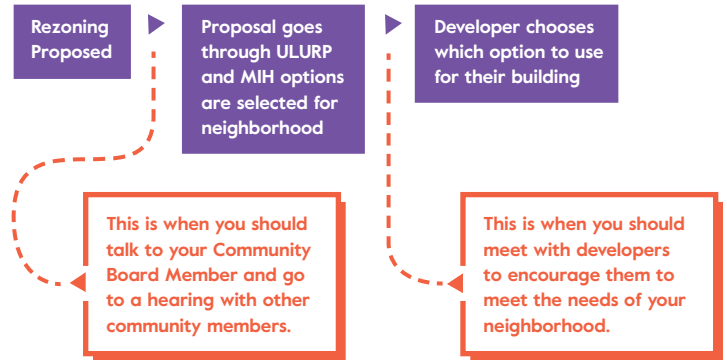 Rezoning
Proposed
Proposal goes
through ULURP
and MIH options
are selected for
neighborhood
Developer chooses
which option to use
for their building
This is when you should
talk to your Community
Board Member and go
to a hearing with other
community members.
This is when you should
meet with developers
to encourage them to
meet the needs of your
neighborhood.